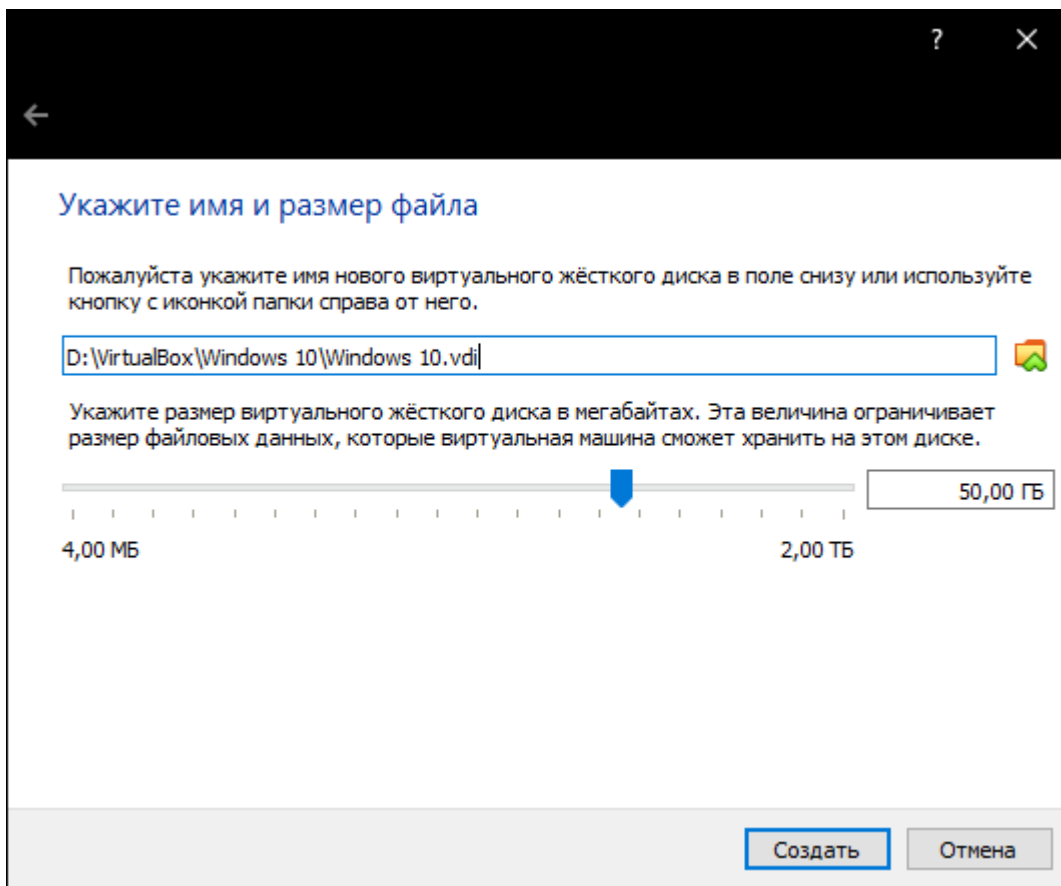 ?
Укажите имя и размер файла
Пожалуйста укажите имя нового виртуального жёсткого диска в поле снизу или используйте
кнопку с иконкой папки справа от него.
D:\VirtualBox\Windows 10\Windows 10.vdi
Укажите размер виртуального жёсткого диска в мегабайтах. Эта величина ограничивает
размер файловых данных, которые виртуальная машина сможет хранить на этом диске.
50,00 ГБ
4,00 МБ 2,00 ТБ
Создать Отмена